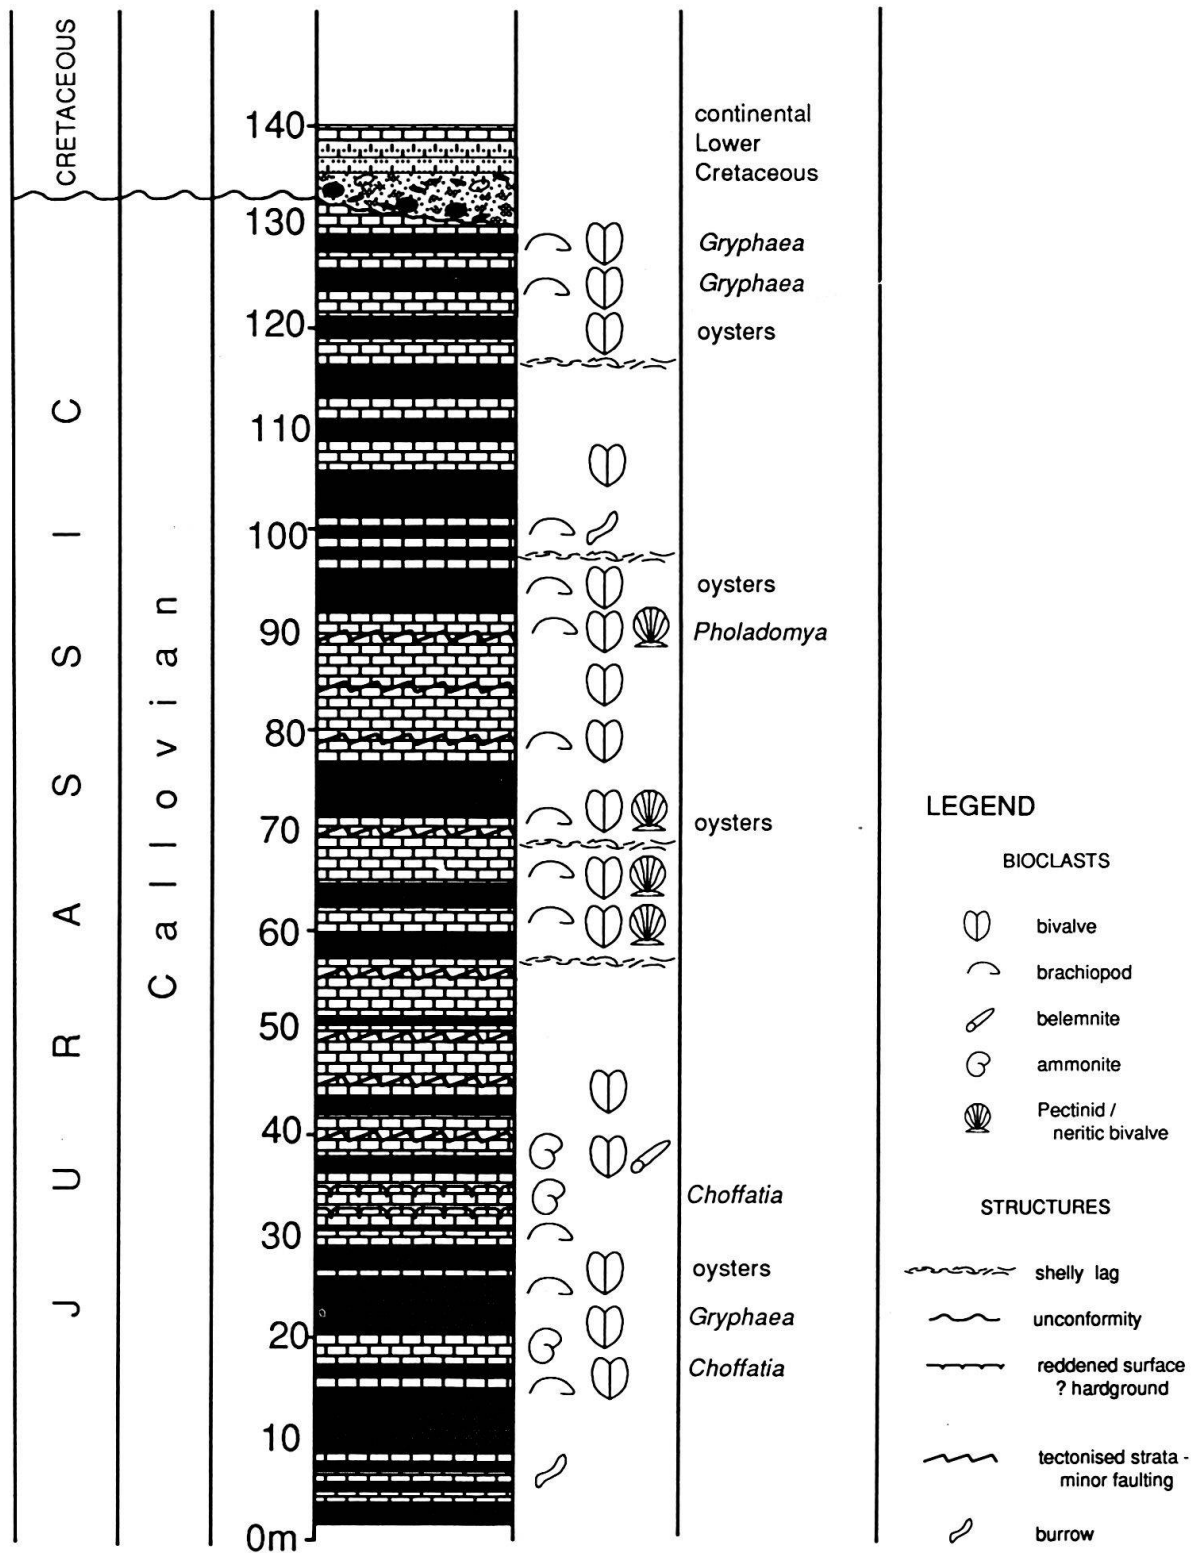 CRETACEOUS
JURASSIC
Callovian
140
130
120
110
100
90
80
70
60
50
40
30
20
10
0m
continental
Lower
Cretaceous
Gryphaea
Gryphaea
oysters
oysters
Pholadomya
oysters
Choffatia
oysters
Gryphaea
Choffatia
LEGEND
BIOCLASTS
bivalve
brachiopod
belemnite
ammonite
Pectinid /
neritic bivalve
STRUCTURES
shelly lag
unconformity
reddened surface
? hardground
tectonised strata -
minor faulting
burrow